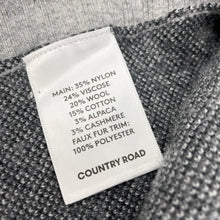 MAIN: 35% NYLON
24% VISCOSE
20% WOOL
15% COTTON
3% ALPACA
3% CASHMERE
FAUX FUR TRIM:
100% POLYESTER
COUNTRY ROAD